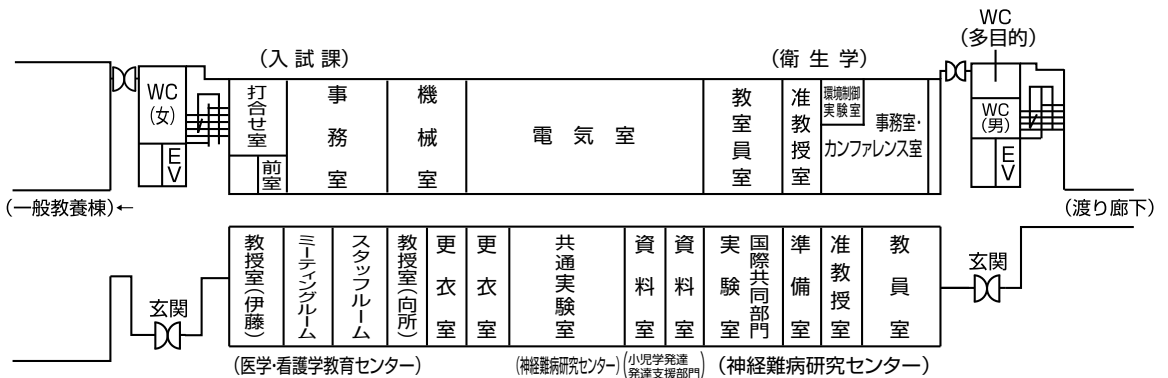 WC
(多目的)
(入試課)
(衛生学)
WC
(女)
EV
打合せ室
前室
事務室
機械室
電気室
教室員室
准教授室
環境制御
実験室
事務室・
カンファレンス室
WC
(男)
EV
(一般教養棟)←
(渡り廊下)
玄関
教授室(伊藤)
ミーティングルーム
スタッフルーム
教授室(向所)
更衣室
更衣室
共通実験室
資料室
資料室
国際共同部門
実験室
準備室
准教授室
教員室
玄関
(医学・看護学教育センター)
(神経難病研究センター)
(小児学発達
発達支援部門)
(神経難病研究センター)